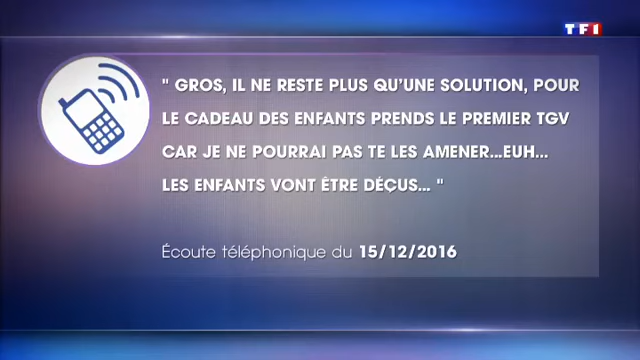 TF1
" GROS, IL NE RESTE PLUS QU'UNE SOLUTION, POUR
LE CADEAU DES ENFANTS PRENDS LE PREMIER TGV
CAR JE NE POURRAI PAS TE LES AMENER...EUH...
LES ENFANTS VONT ÊTRE DÉÇUS... "
Écoute téléphonique du 15/12/2016